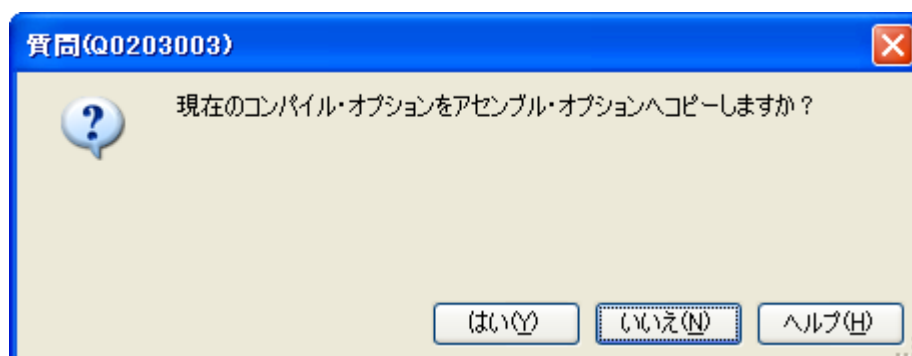 質問(Q0203003)
現在のコンパイル・オプションをアセンブル・オプションへコピーしますか？
はい(Y)
いいえ(N)
ヘルプ(H)